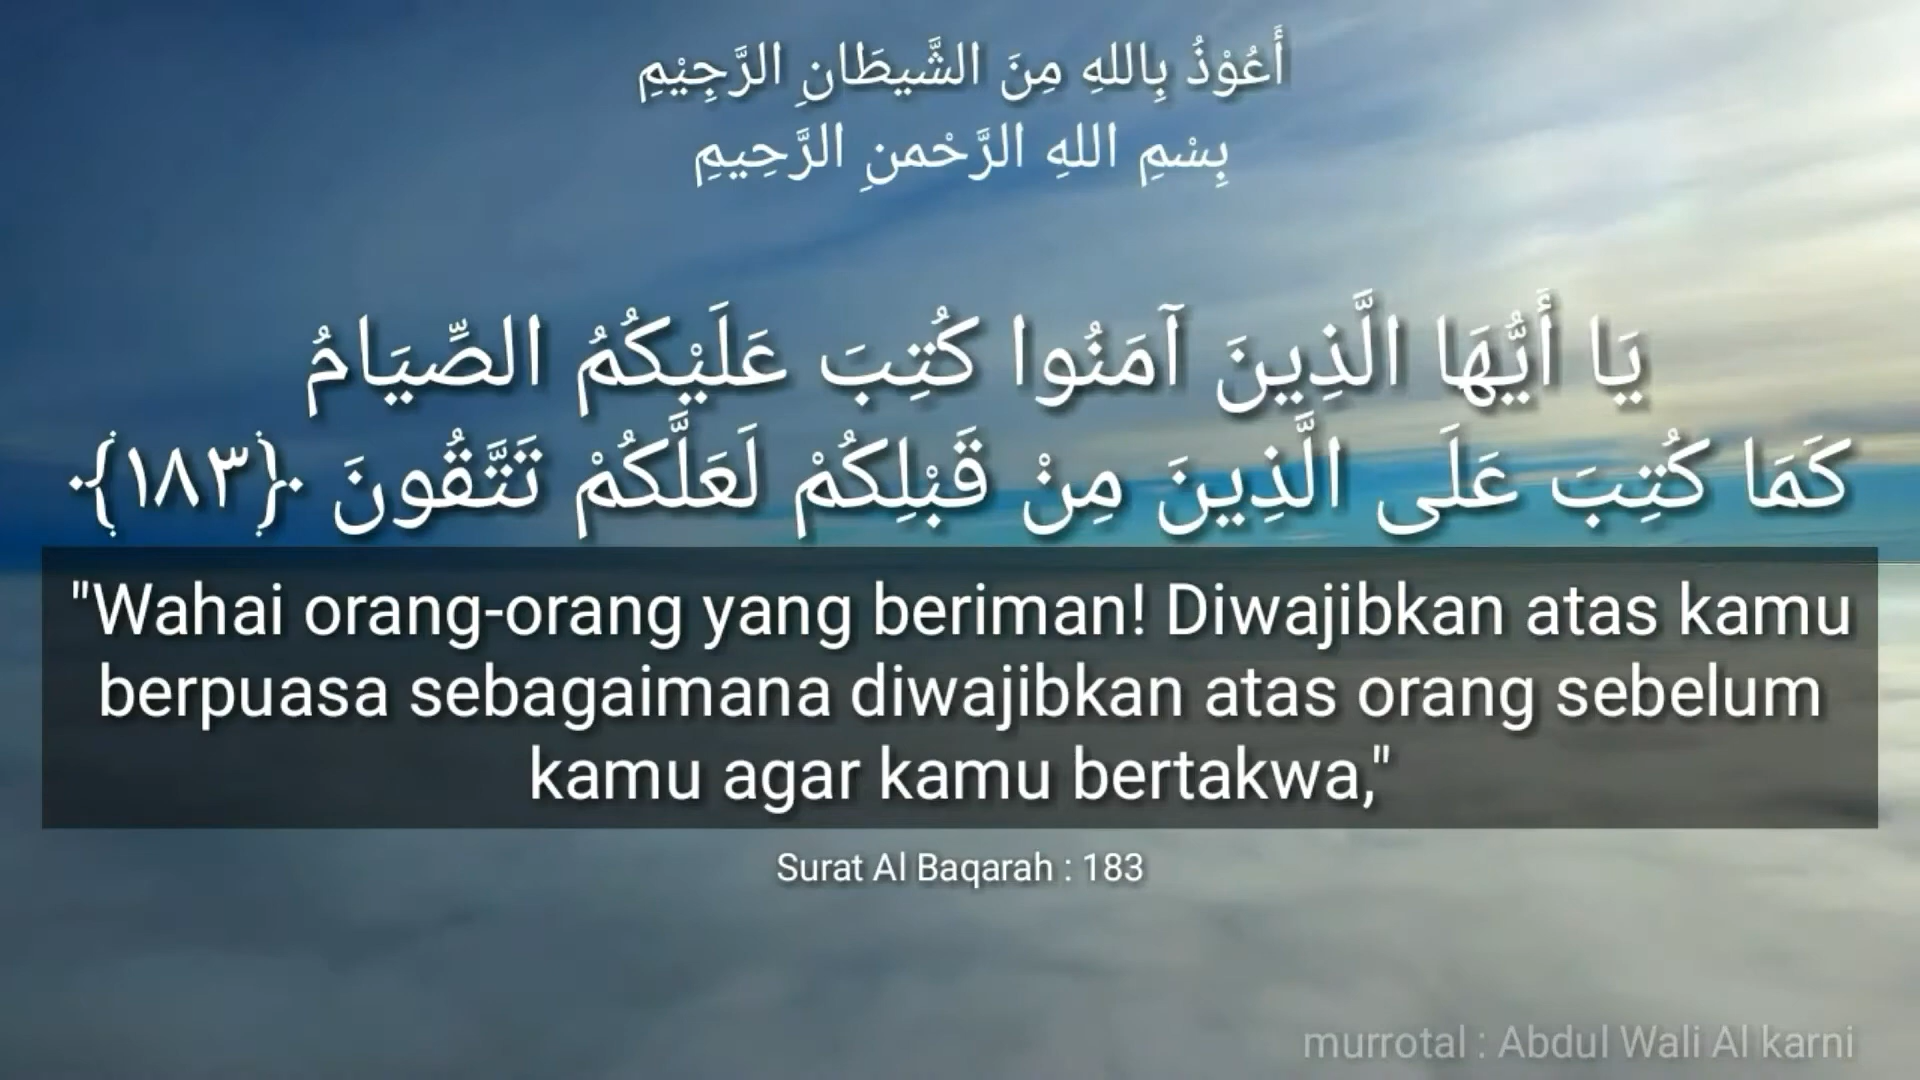 أَعُوْذُ بِاللهِ مِنَ الشَّيطَانِ الرَّجِيْمِ
بِسْمِ اللهِ الرَّحْمنِ الرَّحِيمِ
يَا أَيُّهَا الَّذِينَ آمَنُوا كُتِبَ عَلَيْكُمُ الصِّيَامُ
كَمَا كُتِبَ عَلَى الَّذِينَ مِنْ قَبْلِكُمْ لَعَلَّكُمْ تَتَّقُونَ ﴿١٨٣﴾
"Wahai orang-orang yang beriman! Diwajibkan atas kamu
berpuasa sebagaimana diwajibkan atas orang sebelum
kamu agar kamu bertakwa,"
Surat Al Baqarah : 183
murrotal : Abdul Wali Al karni